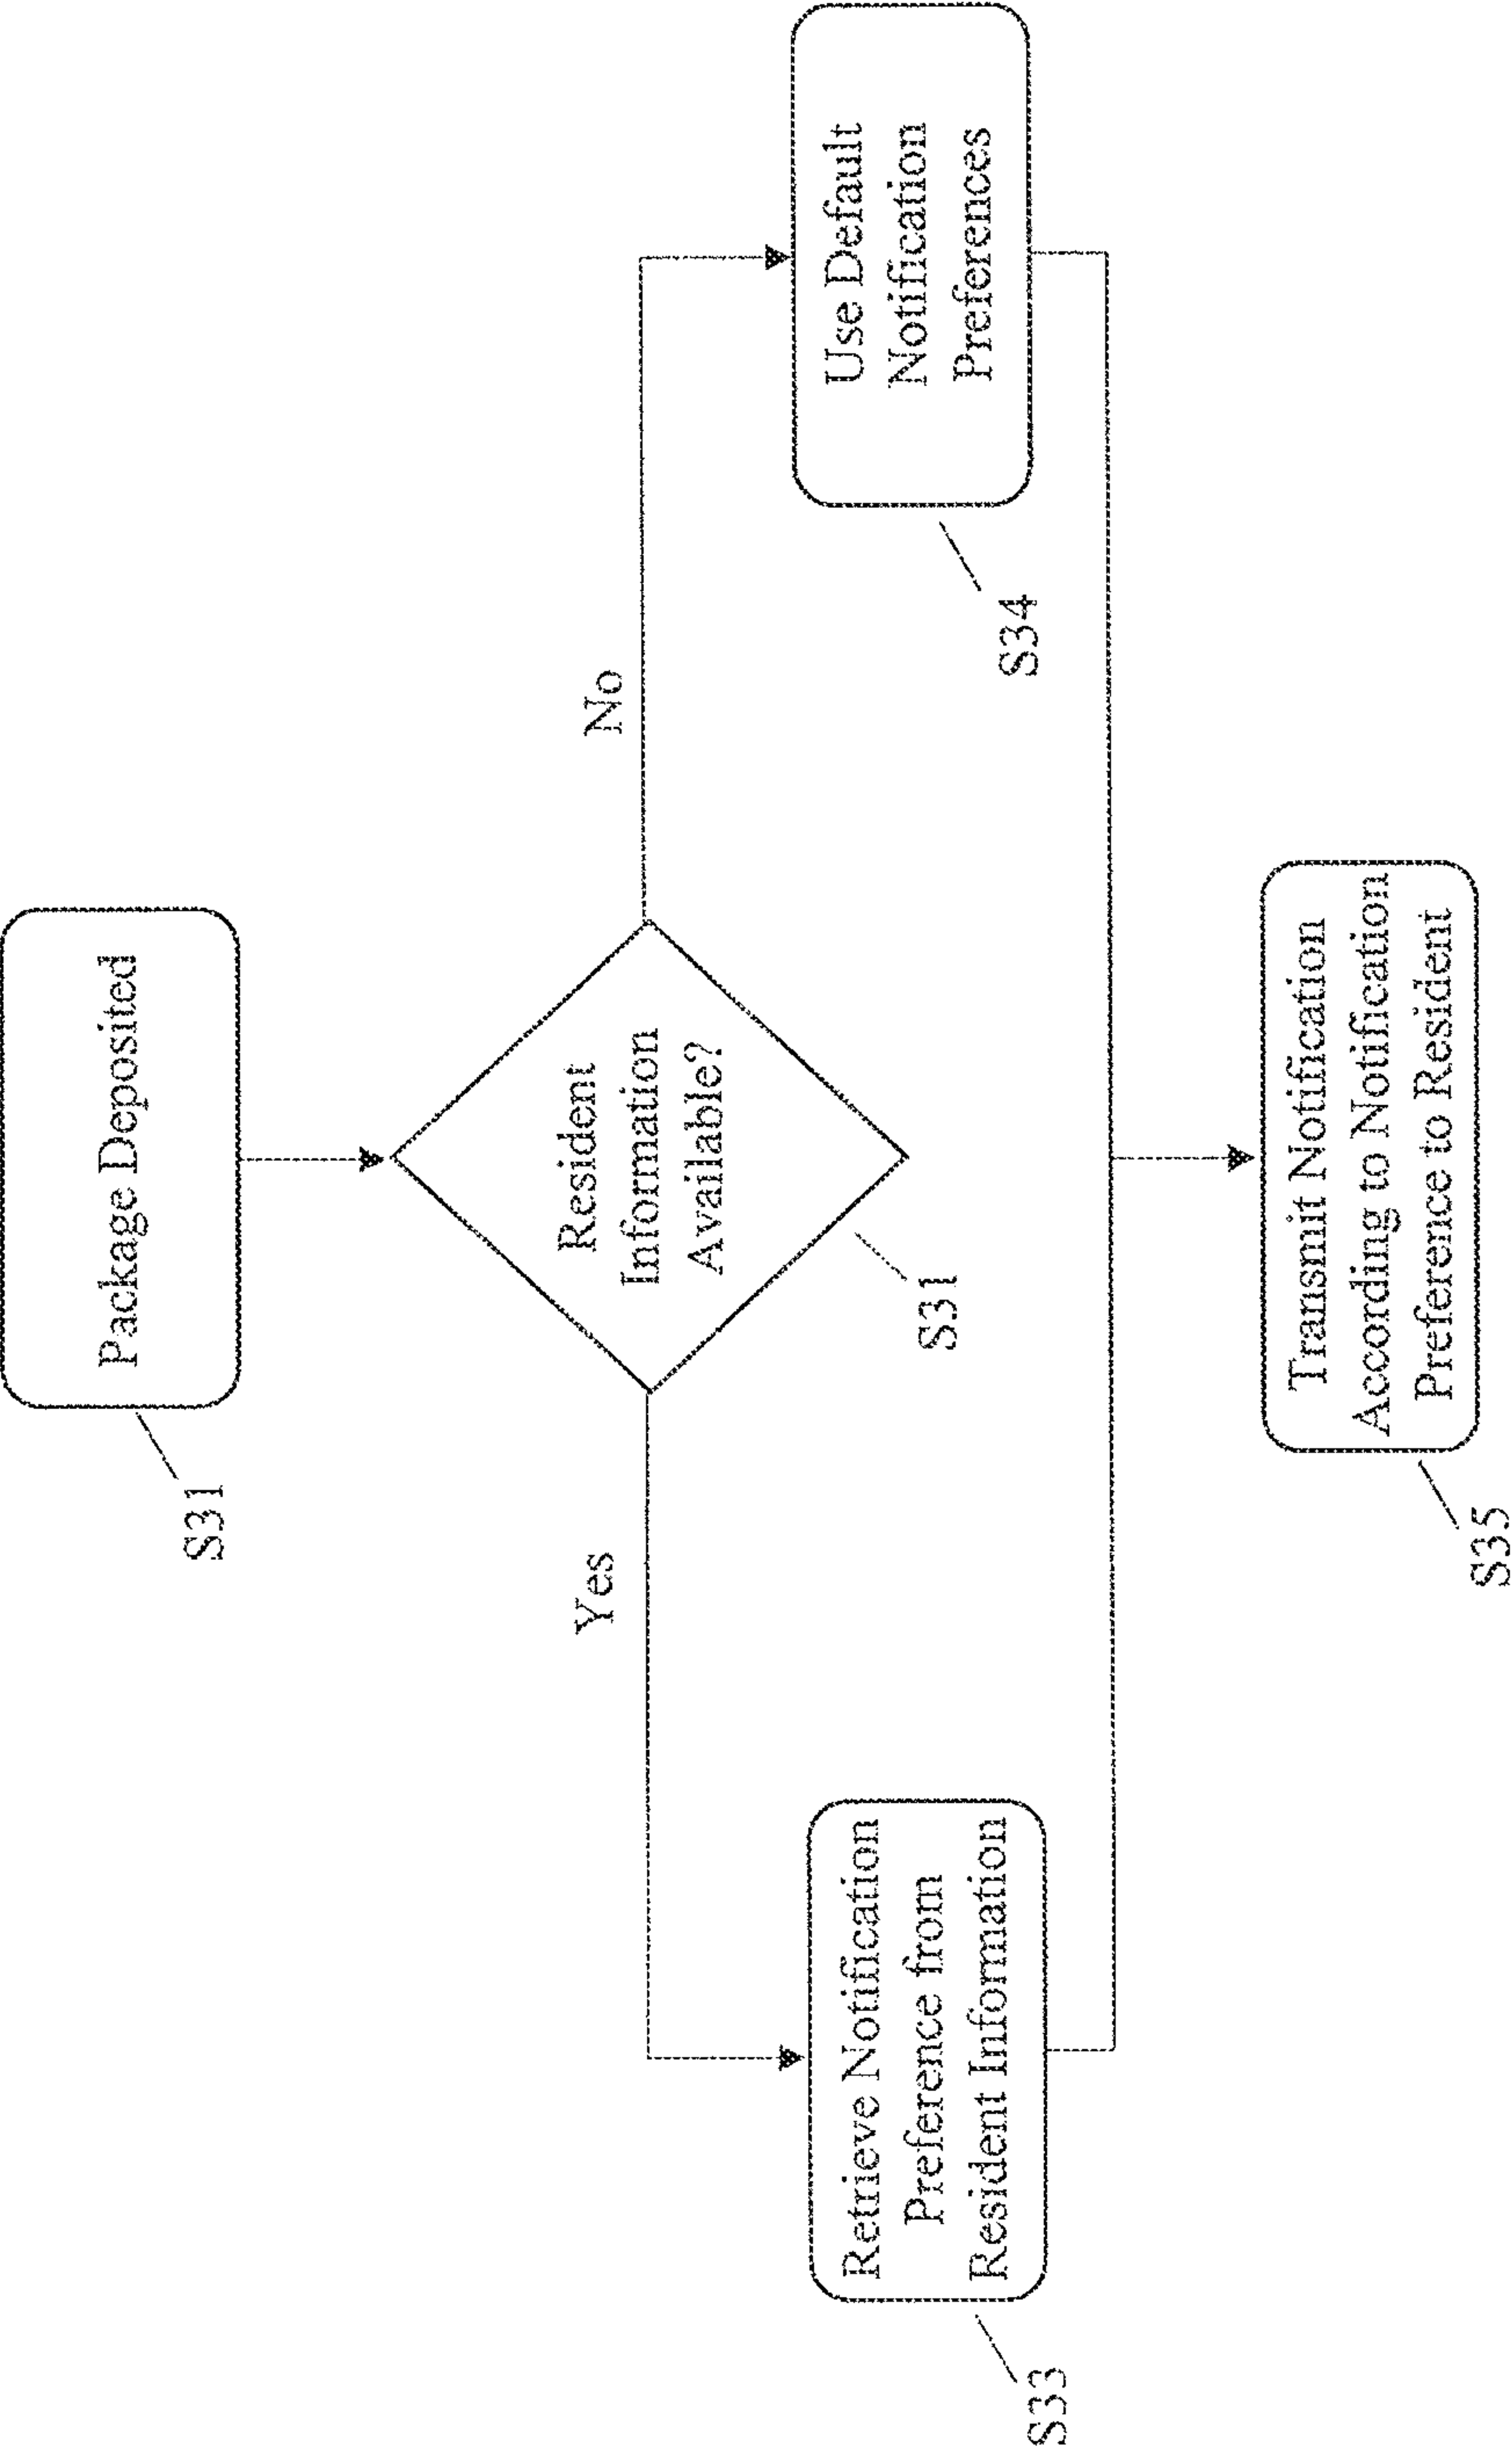 Package Deposited
S31
Resident
Information
Available?
S31
Yes
No
Retrieve Notification
Preference from
Resident Information
S33
Use Default
Notification
Preferences
S34
Transmit Notification
According to Notification
Preference to Resident
S35